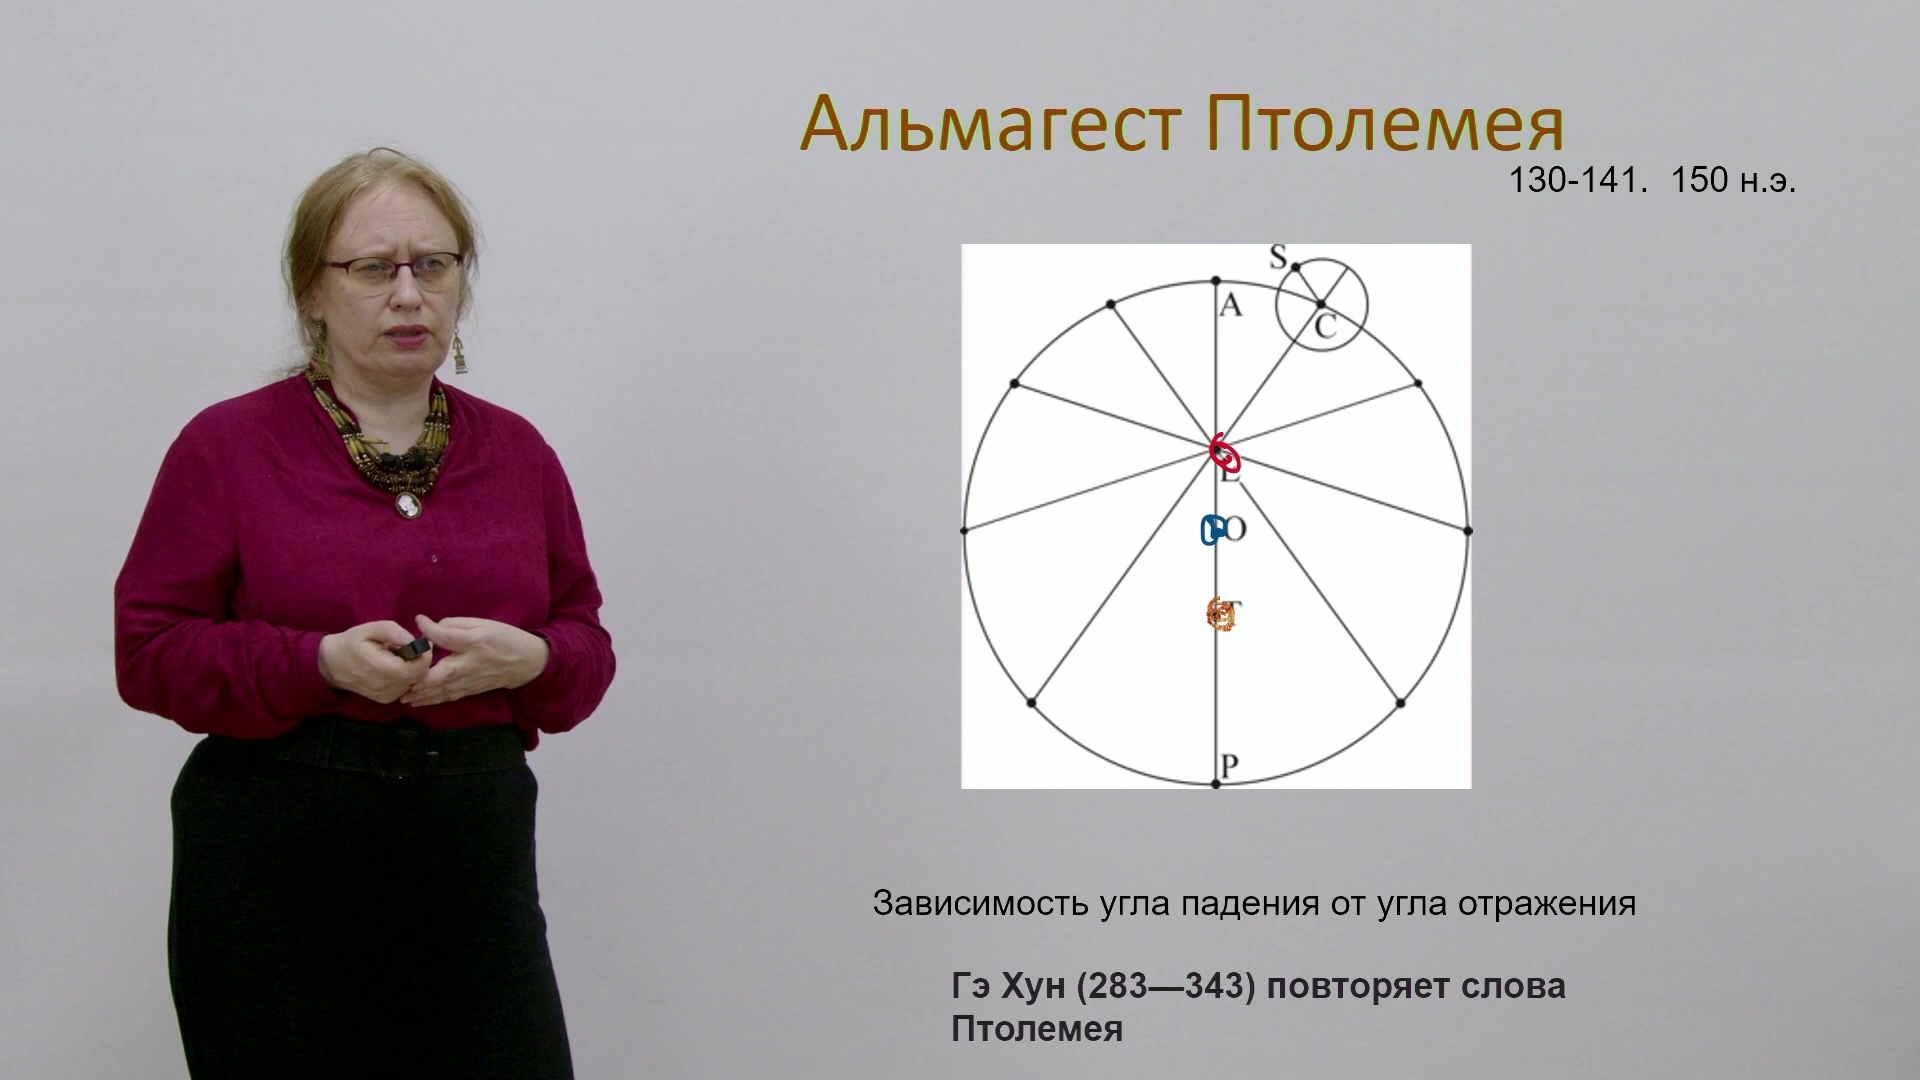 Альмагест Птолемея
130-141. 150 н.э.
S
A
C
E
O
T
P
Зависимость угла падения от угла отражения
Гэ Хун (283—343) повторяет слова
Птолемея